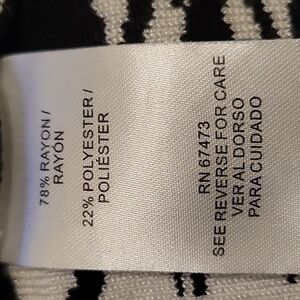 78% RAYON /
RAYÓN
22% POLYESTER /
POLIÉSTER
RN 67473
SEE REVERSE FOR CARE
VER AL DORSO
PARA CUIDADO